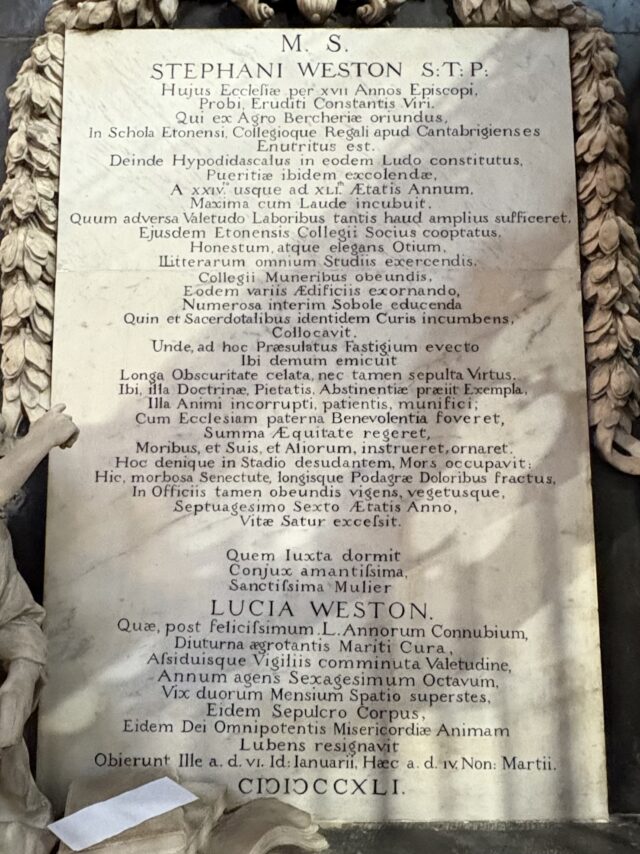 M. S.
STEPHANI WESTON S:T:P:
Hujus Ecclesiæ per XVII Annos Episcopi,
Probi, Eruditi Constantis Viri.
Qui ex Agro Bercheriæ oriundus,
In Schola Etonensi, Collegioque Regali apud Cantabrigienses
Enutritus est.
Deinde Hypodidascalus in eodem Ludo constitutus,
Pueritiæ ibidem excolendæ,
A XXIV.º usque ad XLI.m Ætatis Annum,
Maxima cum Laude incubuit.
Quum adversa Valetudo Laboribus tantis haud amplius sufficeret,
Ejusdem Etonensis Collegii Socius cooptatus,
Honestum, atque elegans Otium,
LLitterarum omnium Studiis exercendis.
Collegii Muneribus obeundis,
Eodem variis Ædificiis exornando,
Numerosa interim Sobole educenda
Quin et Sacerdotalibus identidem Curis incumbens,
Collocavit.
Unde, ad hoc Præsulatus Fastigium evecto
Ibi demum emicuit
Longa Obscuritate celata, nec tamen sepulta Virtus.
Ibi, illa Doctrinæ, Pietatis, Abstinentiæ præiit Exempla,
Illa Animi incorrupti, patientis, munifici;
Cum Ecclesiam paterna Benevolentia foveret,
Summa Æquitate regeret,
Moribus, et Suis, et Aliorum, instrueret, ornaret.
Hoc denique in Stadio desudantem, Mors occupavit:
Hic, morbosa Senectute, longisque Podagræ Doloribus fractus,
In Officiis tamen obeundis vigens, vegetusque,
Septuagesimo Sexto Ætatis Anno,
Vitæ Satur excefsit.
Quem Iuxta dormit
Conjux amantifsima,
Sanctifsima Mulier
LUCIA WESTON.
Quæ, post felicifsimum L. Annorum Connubium,
Diuturna ægrotantis Mariti Cura,
Afsiduisque Vigiliis comminuta Valetudine,
Annum agens Sexagesimum Octavum,
Vix duorum Mensium Spatio superstes,
Eidem Sepulcro Corpus,
Eidem Dei Omnipotentis Misericordiæ Animam
Lubens resignavit
Obierunt Ille a. d. VI. Id: Ianuarii, Hæc a. d. IV. Non: Martii.
CIƆIƆCCXLI.